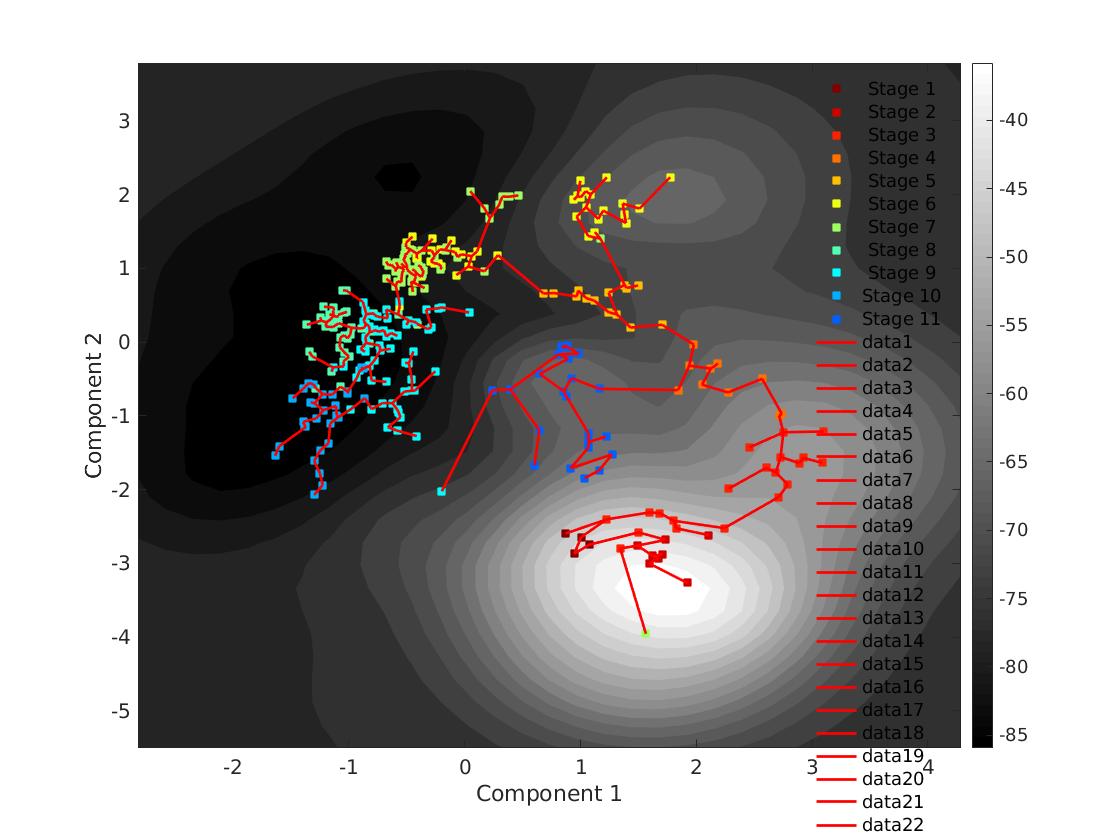 3
2
1
0
-1
-2
-3
-4
-5
Component 2
-2
-1
0
1
2
3
4
Component 1
Stage 1
Stage 2
Stage 3
Stage 4
Stage 5
Stage 6
Stage 7
Stage 8
Stage 9
Stage 10
Stage 11
data1
data2
data3
data4
data5
data6
data7
data8
data9
data10
data11
data12
data13
data14
data15
data16
data17
data18
data19
data20
data21
data22
-40
-45
-50
-55
-60
-65
-70
-75
-80
-85